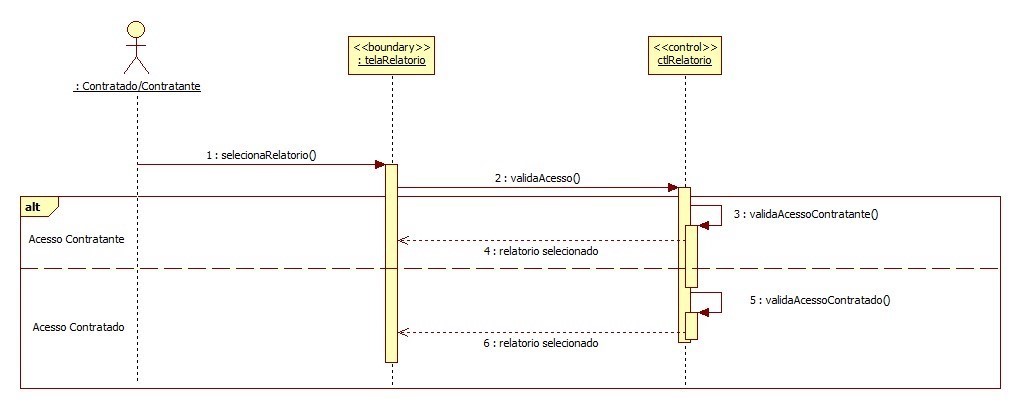 <<boundary>>
: telaRelatorio
<<control>>
ctlRelatorio
: Contratado/Contratante
1 : selecionaRelatorio()
2 : validaAcesso()
alt
3 : validaAcessoContratante()
Acesso Contratante
4 : relatorio selecionado
5 : validaAcessoContratado()
Acesso Contratado
6 : relatorio selecionado